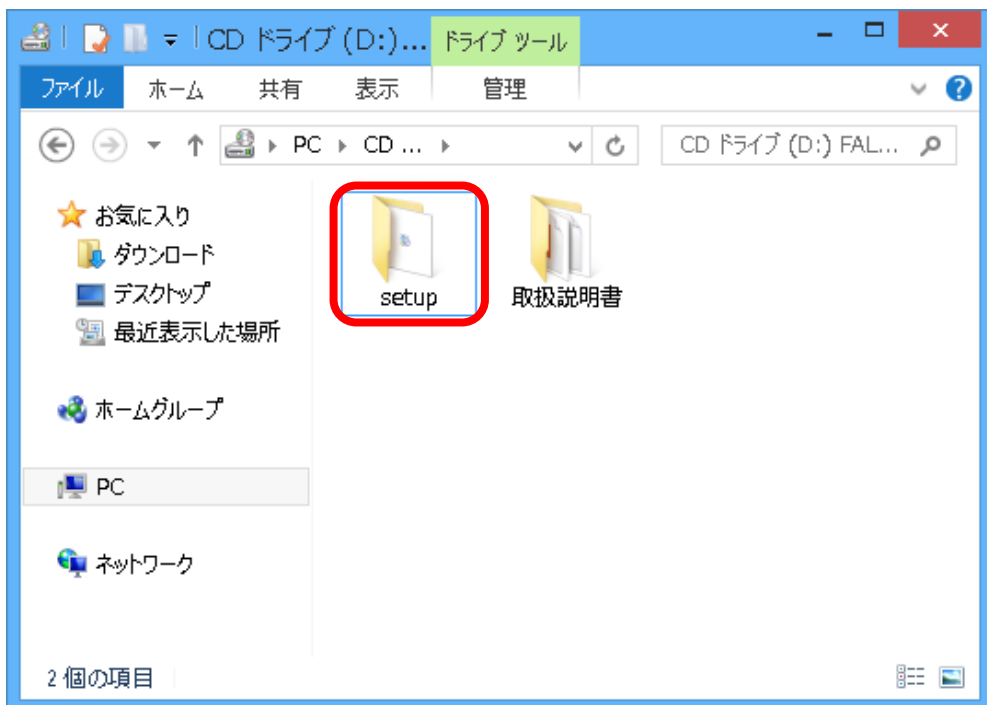 CD ドライブ (D:)... ドライブ ツール
ファイル ホーム 共有 表示 管理
PC CD ... CD ドライブ (D:) FAL...
お気に入り
ダウンロード
デスクトップ
最近表示した場所
ホームグループ
PC
ネットワーク
setup 取扱説明書
2 個の項目